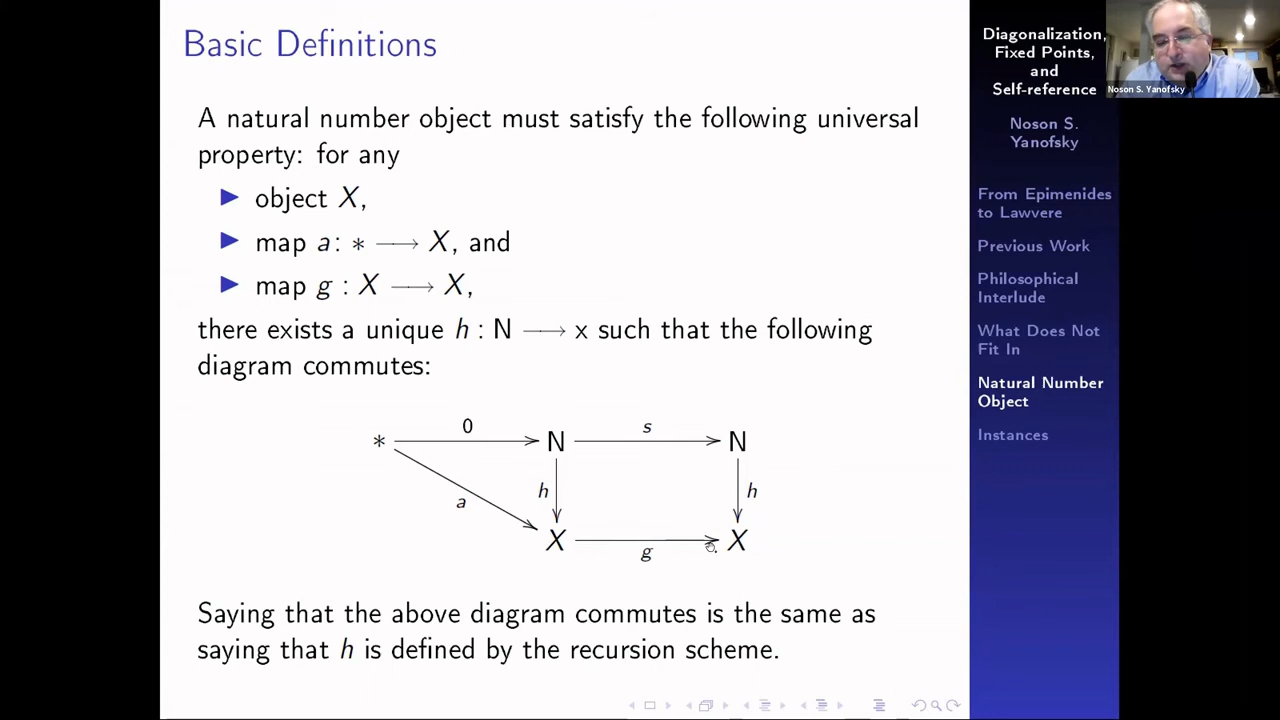 Basic Definitions
A natural number object must satisfy the following universal
property: for any
▶ object X,
▶ map a: ∗ ⟶ X, and
▶ map g : X ⟶ X,
there exists a unique h : N ⟶ x such that the following
diagram commutes:
∗ 0 N s N
a h h
X g X
Saying that the above diagram commutes is the same as
saying that h is defined by the recursion scheme.
Diagonalization,
Fixed Points,
and
Self-reference
Noson S.
Yanofsky
From Epimenides
to Lawvere
Previous Work
Philosophical
Interlude
What Does Not
Fit In
Natural Number
Object
Instances
Noson S. Yanofsky